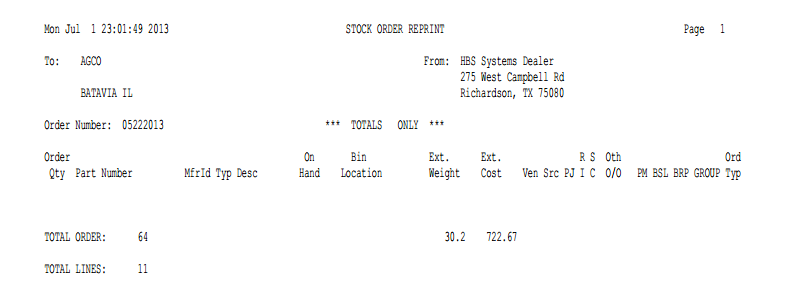 Mon Jul 1 23:01:49 2013 STOCK ORDER REPRINT Page 1
To: AGCO From: HBS Systems Dealer
275 West Campbell Rd
BATAVIA IL Richardson, TX 75080
Order Number: 05222013 *** TOTALS ONLY ***
Order On Bin Ext. Ext. R S Oth Ord
Qty Part Number MfrId Typ Desc Hand Location Weight Cost Ven Src PJ I C O/O PM BSL BRP GROUP Typ
TOTAL ORDER: 64 30.2 722.67
TOTAL LINES: 11